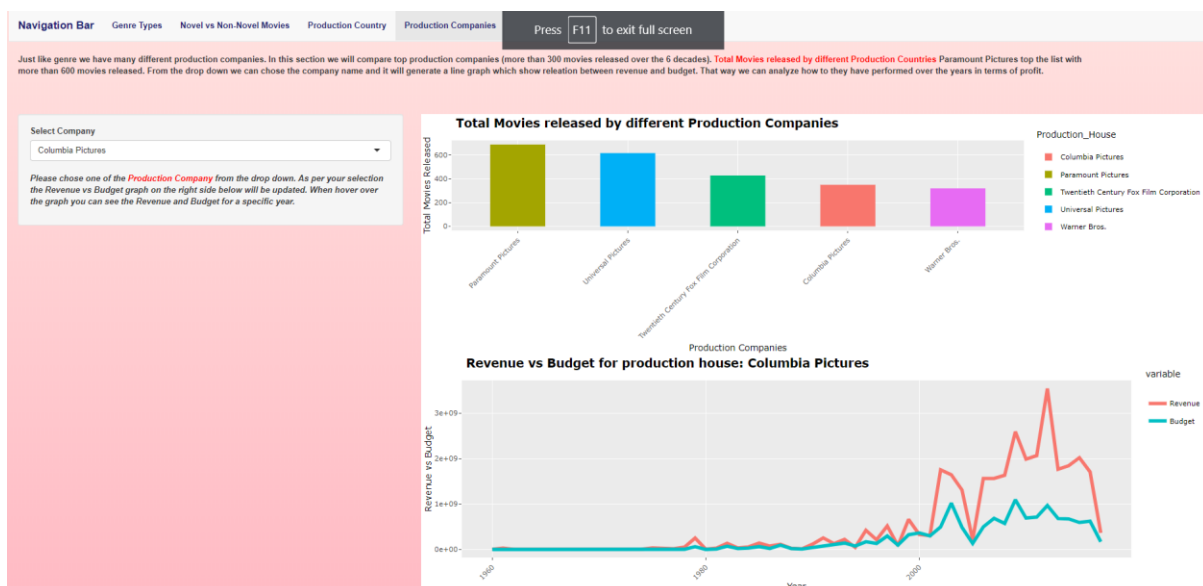 Navigation Bar Genre Types Novel vs Non-Novel Movies Production Country Production Companies
Press F11 to exit full screen
Just like genre we have many different production companies. In this section we will compare top production companies (more than 300 movies released over the 6 decades). Total Movies released by different Production Countries Paramount Pictures top the list with
more than 600 movies released. From the drop down we can chose the company name and it will generate a line graph which show releation between revenue and budget. That way we can analyze how to they have performed over the years in terms of profit.
Select Company
Columbia Pictures
Please chose one of the Production Company from the drop down. As per your selection
the Revenue vs Budget graph on the right side below will be updated. When hover over
the graph you can see the Revenue and Budget for a specific year.
Total Movies released by different Production Companies
Total Movies Released
600
400
200
0
Paramount Pictures
Universal Pictures
Twentieth Century Fox Film Corporation
Columbia Pictures
Warner Bros.
Production Companies
Production_House
Columbia Pictures
Paramount Pictures
Twentieth Century Fox Film Corporation
Universal Pictures
Warner Bros.
Revenue vs Budget for production house: Columbia Pictures
Revenue vs Budget
3e+09
2e+09
1e+09
0e+00
1960
1980
2000
Year
variable
Revenue
Budget